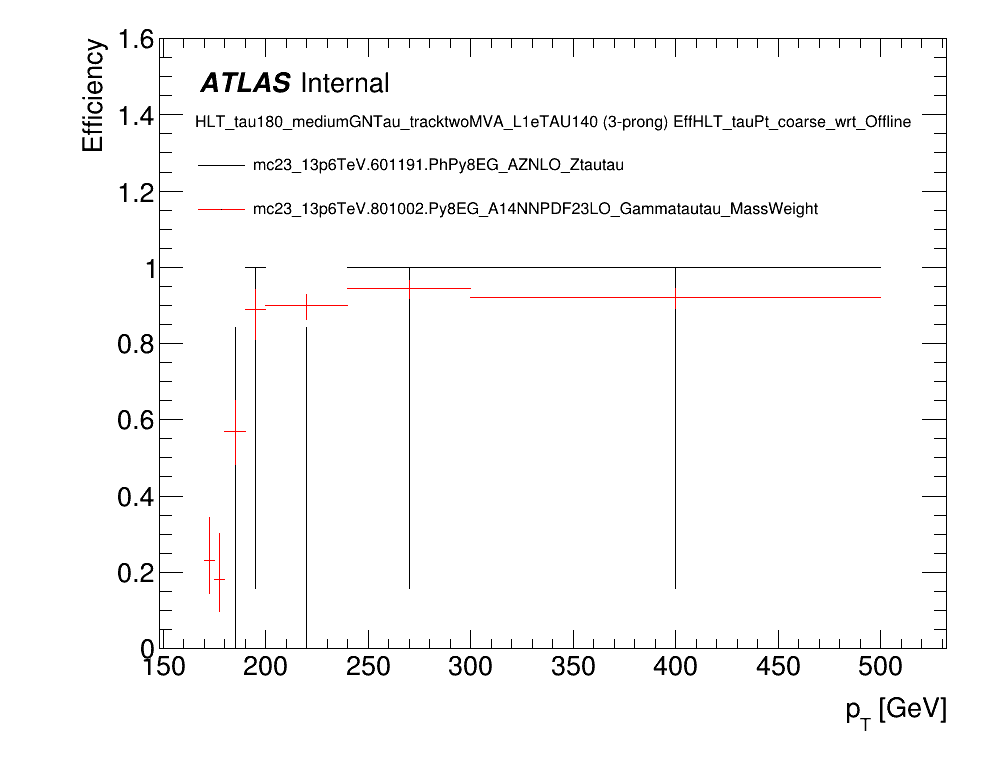 1.6
Efficiency
ATLAS Internal
1.4
HLT_tau180_mediumGNTau_tracktwoMVA_L1eTAU140 (3-prong) EffHLT_tauPt_coarse_wrt_Offline
mc23_13p6TeV.601191.PhPy8EG_AZNLO_Ztautau
1.2
mc23_13p6TeV.801002.Py8EG_A14NNPDF23LO_Gammatautau_MassWeight
1
0.8
0.6
0.4
0.2
0
150 200 250 300 350 400 450 500
pT [GeV]